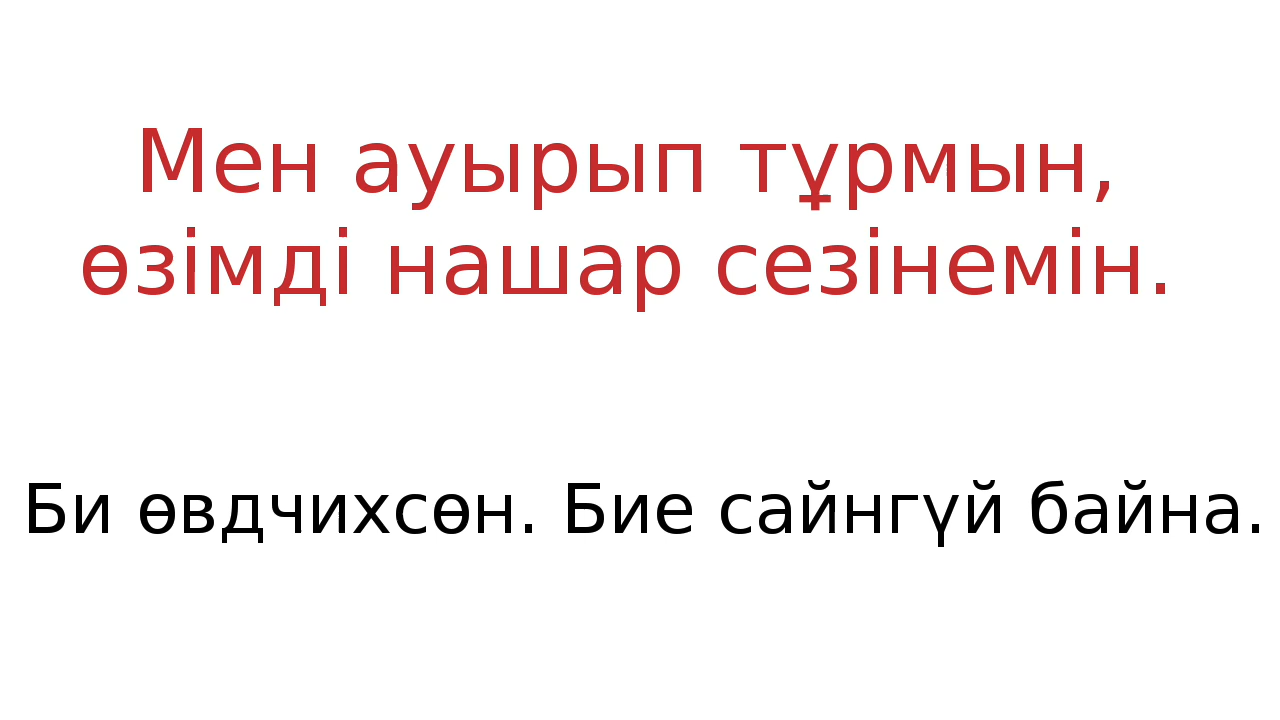 Мен ауырып тұрмын,
өзімді нашар сезінемін.
Би өвдчихсөн. Бие сайнгүй байна.